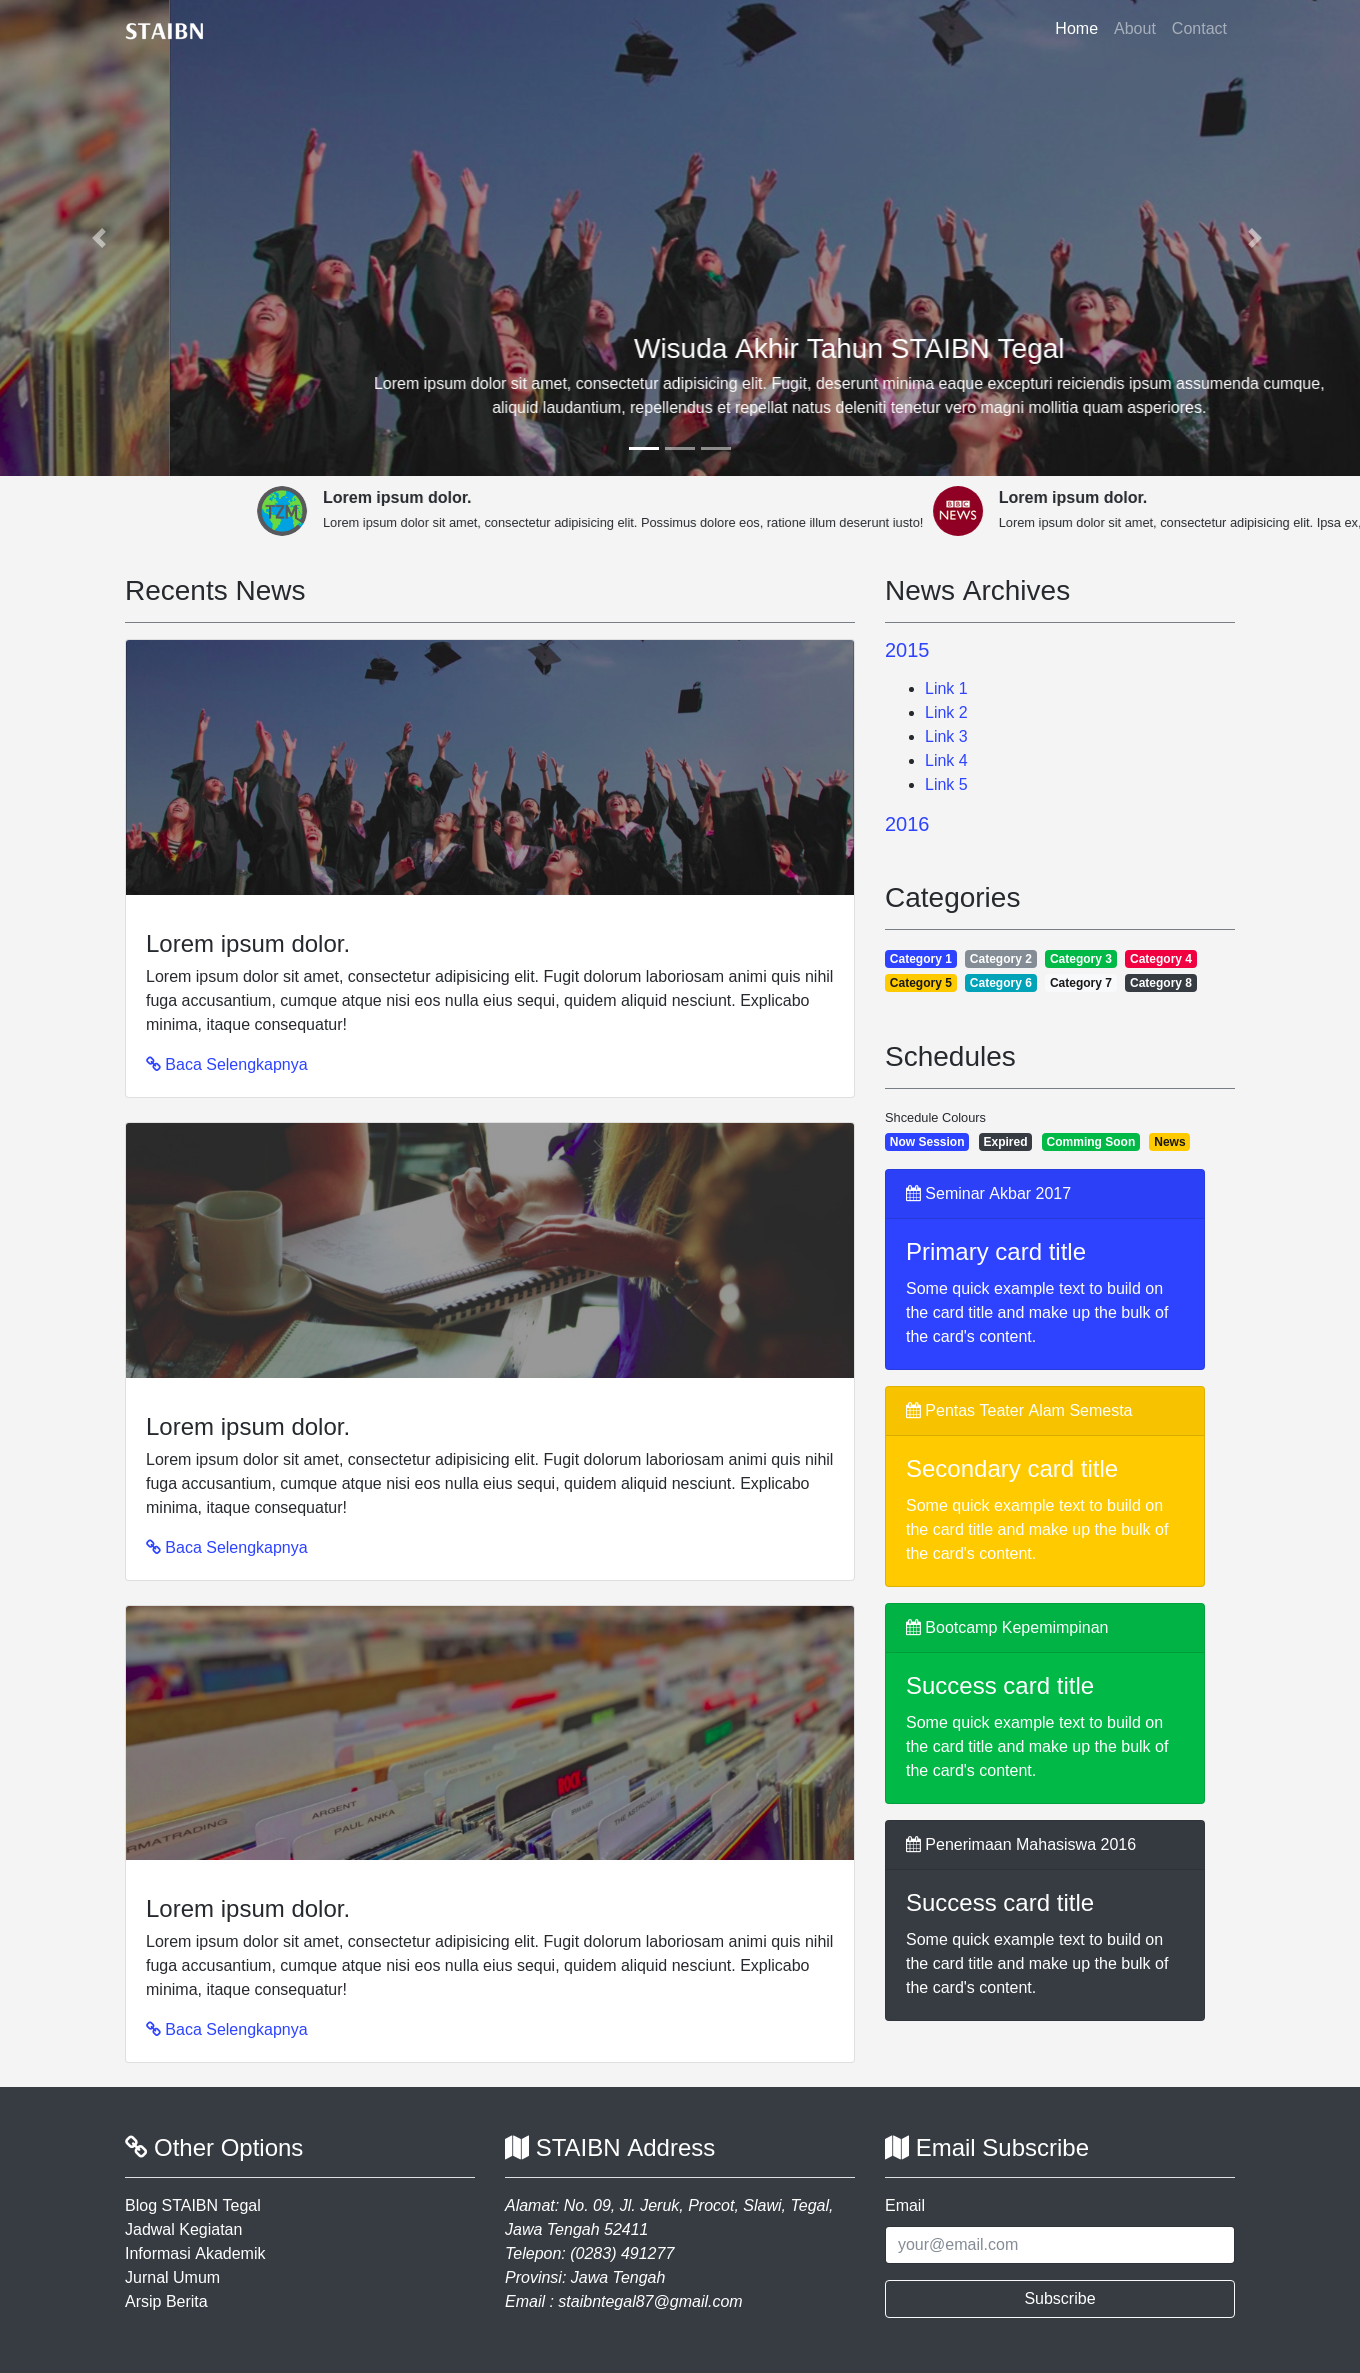 STAIBN
Home About Contact
Wisuda Akhir Tahun STAIBN Tegal
Lorem ipsum dolor sit amet, consectetur adipisicing elit. Fugit, deserunt minima eaque excepturi reiciendis ipsum assumenda cumque,
aliquid laudantium, repellendus et repellat natus deleniti tenetur vero magni mollitia quam asperiores.
TZM
Lorem ipsum dolor.
Lorem ipsum dolor sit amet, consectetur adipisicing elit. Possimus dolore eos, ratione illum deserunt iusto!
BBC
NEWS
Lorem ipsum dolor.
Lorem ipsum dolor sit amet, consectetur adipisicing elit. Ipsa ex,
Recents News
Lorem ipsum dolor.
Lorem ipsum dolor sit amet, consectetur adipisicing elit. Fugit dolorum laboriosam animi quis nihil
fuga accusantium, cumque atque nisi eos nulla eius sequi, quidem aliquid nesciunt. Explicabo
minima, itaque consequatur!
Baca Selengkapnya
Lorem ipsum dolor.
Lorem ipsum dolor sit amet, consectetur adipisicing elit. Fugit dolorum laboriosam animi quis nihil
fuga accusantium, cumque atque nisi eos nulla eius sequi, quidem aliquid nesciunt. Explicabo
minima, itaque consequatur!
Baca Selengkapnya
ARGENT
PAUL ANKA
RMATRADING
ROCK
Lorem ipsum dolor.
Lorem ipsum dolor sit amet, consectetur adipisicing elit. Fugit dolorum laboriosam animi quis nihil
fuga accusantium, cumque atque nisi eos nulla eius sequi, quidem aliquid nesciunt. Explicabo
minima, itaque consequatur!
Baca Selengkapnya
News Archives
2015
Link 1
Link 2
Link 3
Link 4
Link 5
2016
Categories
Category 1 Category 2 Category 3 Category 4
Category 5 Category 6 Category 7 Category 8
Schedules
Shcedule Colours
Now Session Expired Comming Soon News
Seminar Akbar 2017
Primary card title
Some quick example text to build on
the card title and make up the bulk of
the card's content.
Pentas Teater Alam Semesta
Secondary card title
Some quick example text to build on
the card title and make up the bulk of
the card's content.
Bootcamp Kepemimpinan
Success card title
Some quick example text to build on
the card title and make up the bulk of
the card's content.
Penerimaan Mahasiswa 2016
Success card title
Some quick example text to build on
the card title and make up the bulk of
the card's content.
Other Options
Blog STAIBN Tegal
Jadwal Kegiatan
Informasi Akademik
Jurnal Umum
Arsip Berita
STAIBN Address
Alamat: No. 09, Jl. Jeruk, Procot, Slawi, Tegal,
Jawa Tengah 52411
Telepon: (0283) 491277
Provinsi: Jawa Tengah
Email : staibntegal87@gmail.com
Email Subscribe
Email
your@email.com
Subscribe